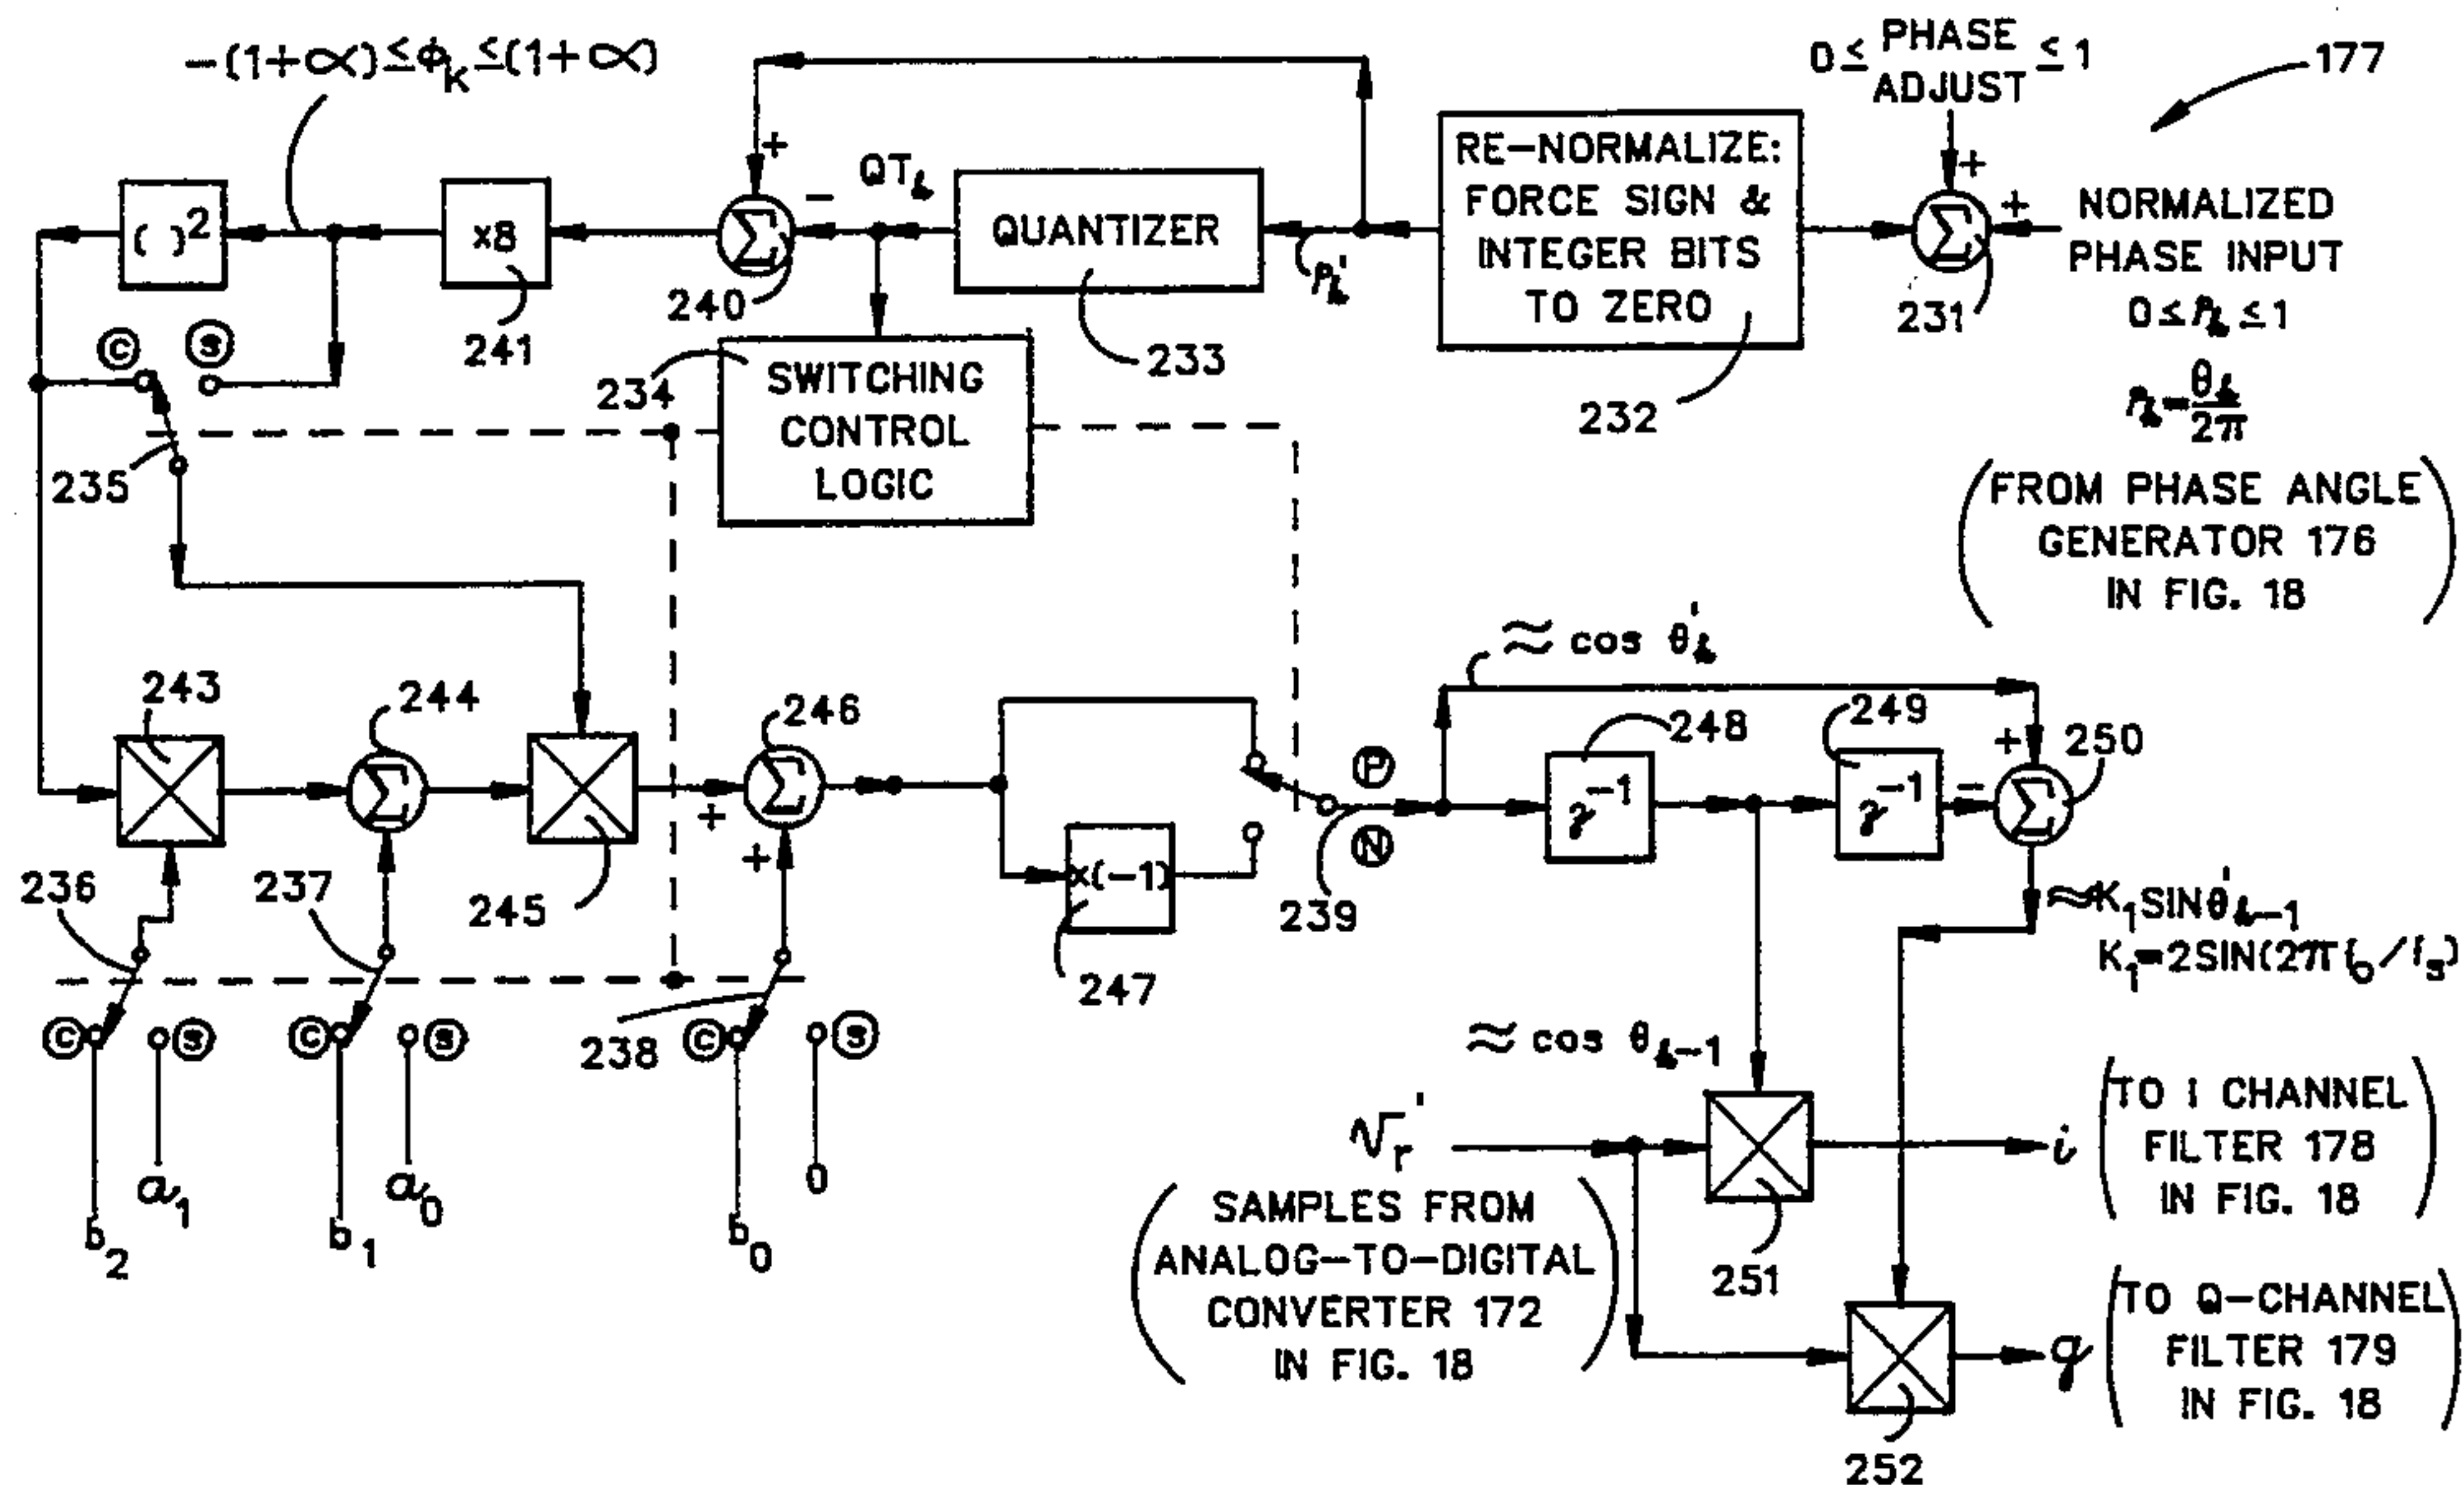 -(1+α)≤ϕk≤(1+α)
0≤ PHASE ADJUST ≤1
177
( )²
x8
241
+
-
QTk
240
QUANTIZER
233
RE-NORMALIZE:
FORCE SIGN &
INTEGER BITS
TO ZERO
232
+
+
231
NORMALIZED
PHASE INPUT
0≤ ≤1
=θk/2π
(FROM PHASE ANGLE
GENERATOR 176
IN FIG. 18)
Ⓒ
Ⓢ
235
234
SWITCHING
CONTROL
LOGIC
≈ cos θ'k
243
244
245
246
+
+
x(-1)
247
Ⓟ
Ⓝ
239
248
z⁻¹
249
z⁻¹
+
-
250
≈K₁SINθ'k-1
K₁=2SIN(2πf₀/fs)
236
237
238
Ⓒ
Ⓢ
Ⓒ
Ⓢ
Ⓒ
Ⓢ
b₂
a₁
b₁
a₀
b₀
0
≈ cos θk-1
Vr'
(SAMPLES FROM
ANALOG-TO-DIGITAL
CONVERTER 172
IN FIG. 18)
251
i
(TO I CHANNEL
FILTER 178
IN FIG. 18)
252
q
(TO Q-CHANNEL
FILTER 179
IN FIG. 18)